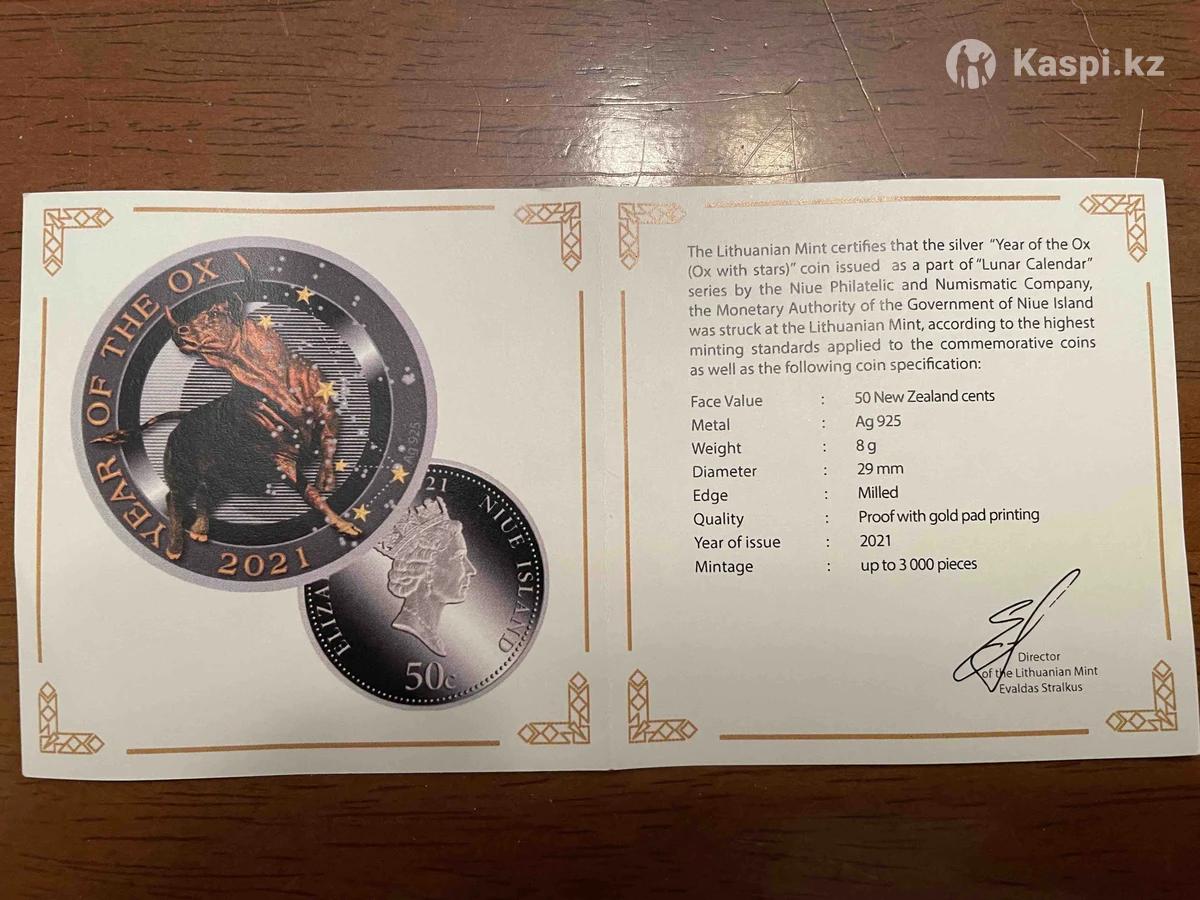 Kaspi.kz
YEAR OF THE OX
2021
Ag 925
21 NIUE ISLAND
ELIZA
50c
The Lithuanian Mint certifies that the silver "Year of the Ox
(Ox with stars)" coin issued as a part of "Lunar Calendar"
series by the Niue Philatelic and Numismatic Company,
the Monetary Authority of the Government of Niue Island
was struck at the Lithuanian Mint, according to the highest
minting standards applied to the commemorative coins
as well as the following coin specification:
Face Value : 50 New Zealand cents
Metal : Ag 925
Weight : 8 g
Diameter : 29 mm
Edge : Milled
Quality : Proof with gold pad printing
Year of issue : 2021
Mintage : up to 3 000 pieces
Director
of the Lithuanian Mint
Evaldas Stralkus